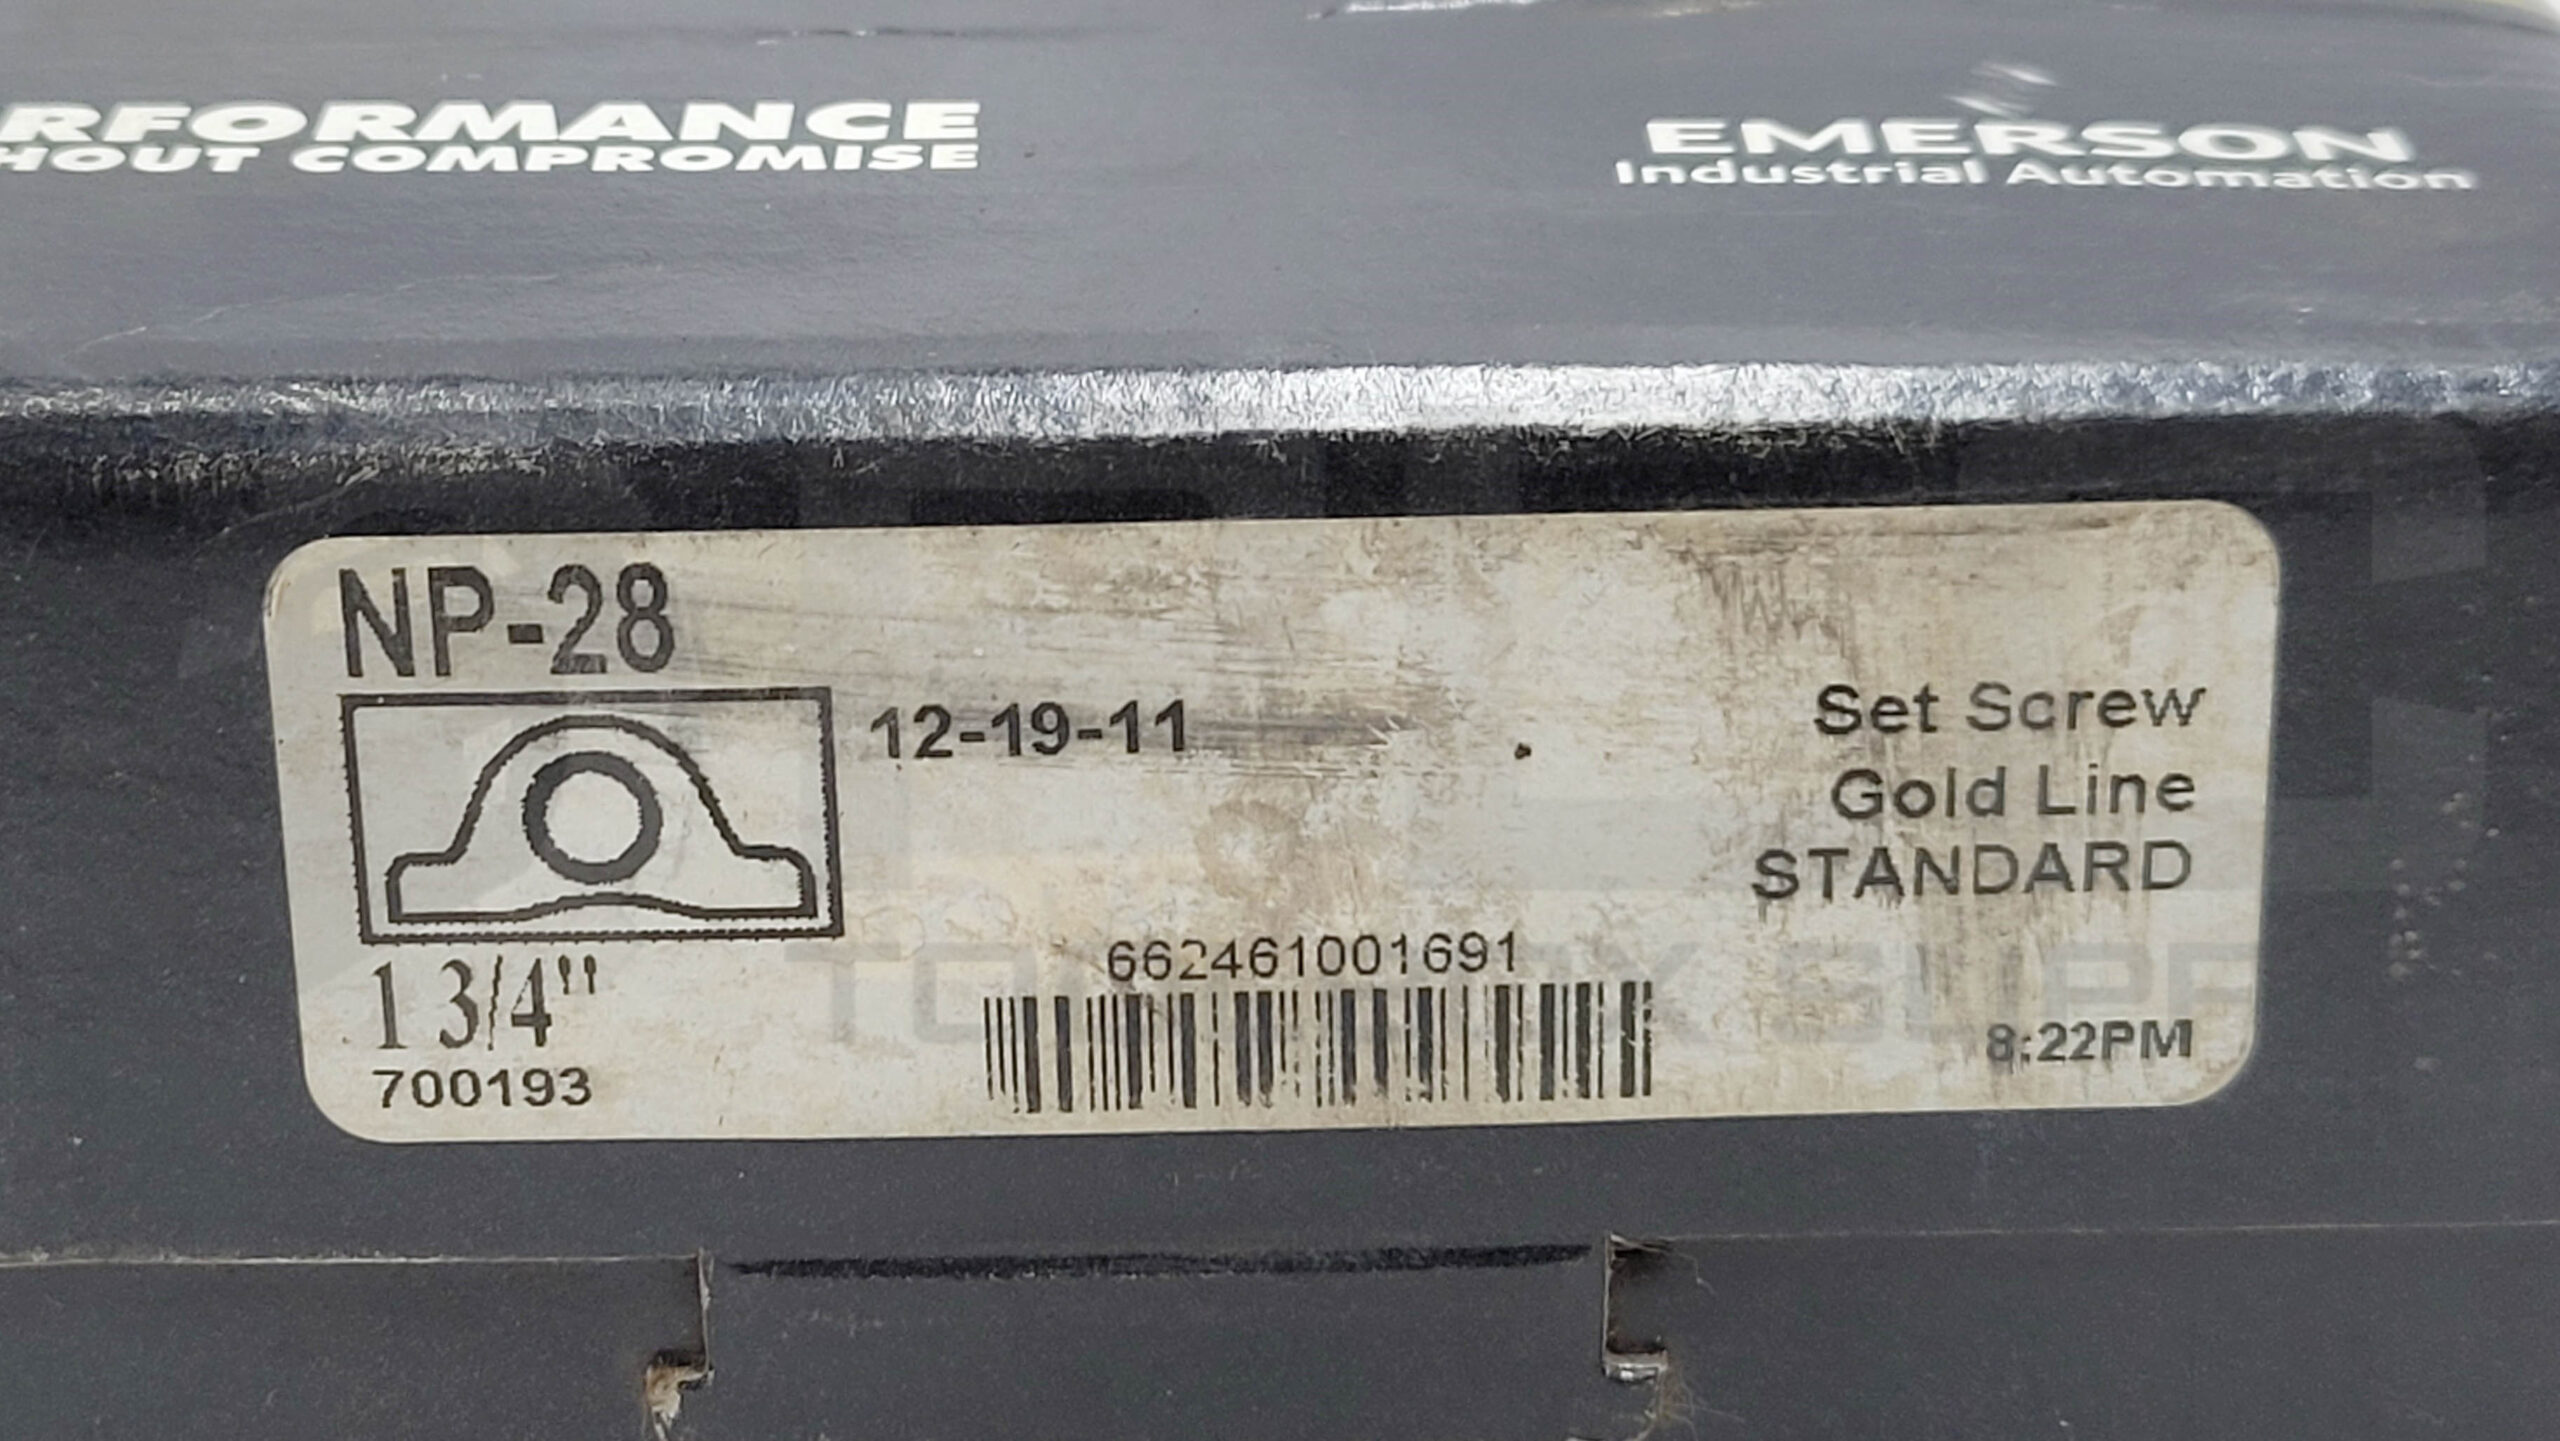 RFORMANCE
HOUT COMPROMISE
EMERSON
Industrial Automation
NP-28
12-19-11
Set Screw
Gold Line
STANDARD
662461001691
1 3/4"
700193
8:22PM